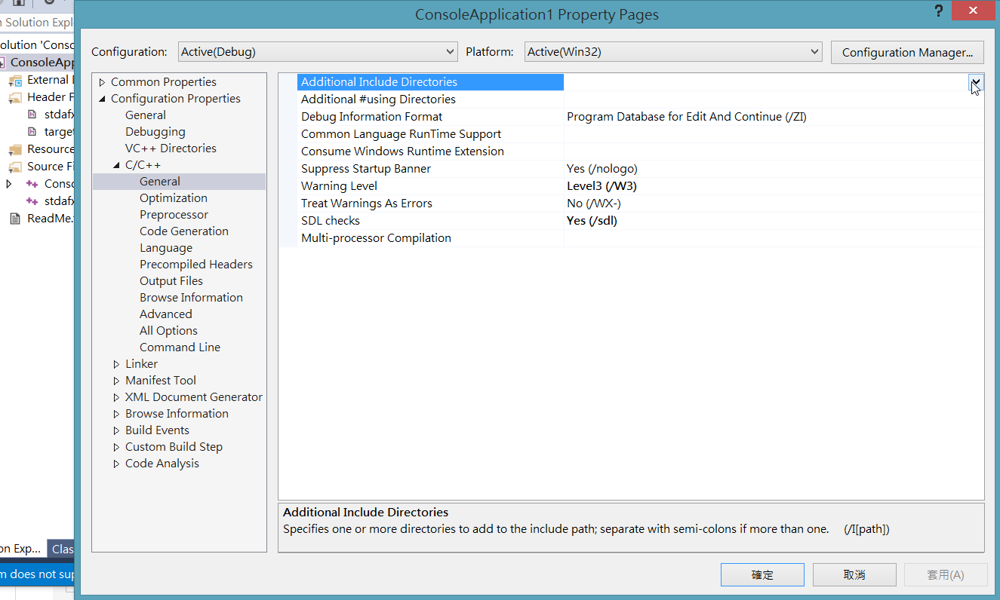 ConsoleApplication1 Property Pages
?
n Solution Expl
olution 'Conso
ConsoleApp
External
Header F
stdafx
target
Resource
Source Fi
Conso
stdafx
ReadMe.
on Exp...
Clas
m does not sup
Configuration:
Active(Debug)
Platform:
Active(Win32)
Configuration Manager...
Common Properties
Configuration Properties
General
Debugging
VC++ Directories
C/C++
General
Optimization
Preprocessor
Code Generation
Language
Precompiled Headers
Output Files
Browse Information
Advanced
All Options
Command Line
Linker
Manifest Tool
XML Document Generator
Browse Information
Build Events
Custom Build Step
Code Analysis
Additional Include Directories
Additional #using Directories
Debug Information Format Program Database for Edit And Continue (/ZI)
Common Language RunTime Support
Consume Windows Runtime Extension
Suppress Startup Banner Yes (/nologo)
Warning Level Level3 (/W3)
Treat Warnings As Errors No (/WX-)
SDL checks Yes (/sdl)
Multi-processor Compilation
Additional Include Directories
Specifies one or more directories to add to the include path; separate with semi-colons if more than one. (/I[path])
確定
取消
套用(A)